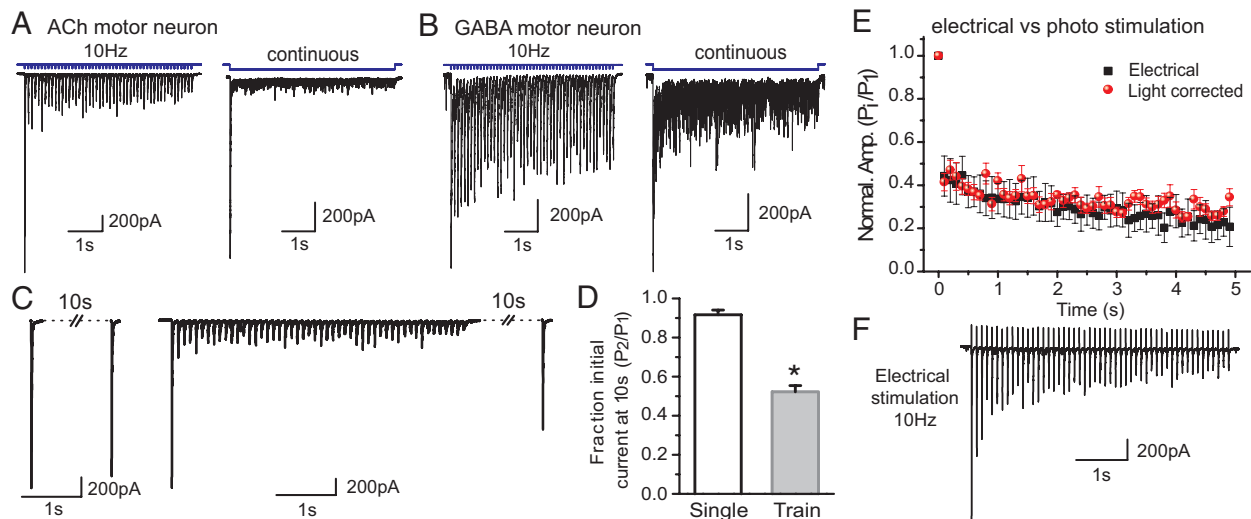 A
ACh motor neuron
10Hz
continuous
200pA
1s
200pA
1s
B
GABA motor neuron
10Hz
continuous
200pA
1s
200pA
1s
C
10s
10s
200pA
1s
200pA
1s
D
Fraction initial
current at 10s (P2/P1)
1.0
0.8
0.6
0.4
0.2
0.0
*
Single
Train
E
electrical vs photo stimulation
Normal. Amp. (Pi/P1)
1.0
0.8
0.6
0.4
0.2
0.0
Electrical
Light corrected
0
1
2
3
4
5
Time (s)
F
Electrical
stimulation
10Hz
200pA
1s